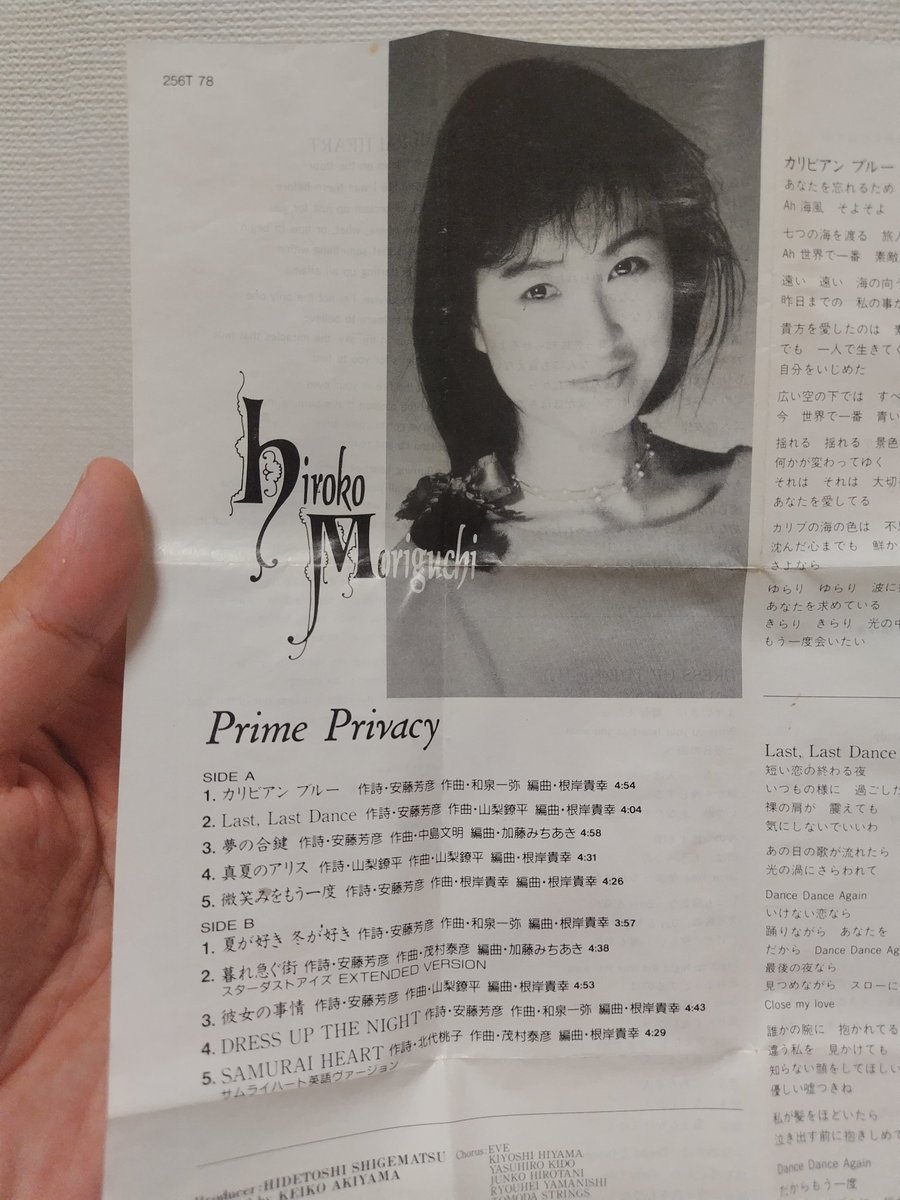 256T 78
hiroko
Moriguchi
Prime Privacy
SIDE A
1. カリビアン ブルー 作詩・安藤芳彦 作曲・和泉一弥 編曲・根岸貴幸 4:54
2. Last, Last Dance 作詩・安藤芳彦 作曲・山梨鐐平 編曲・根岸貴幸 4:04
3. 夢の合鍵 作詩・安藤芳彦 作曲・中島文明 編曲・加藤みちあき 4:58
4. 真夏のアリス 作詩・山梨鐐平 作曲・山梨鐐平 編曲・根岸貴幸 4:31
5. 微笑みをもう一度 作詩・安藤芳彦 作曲・根岸貴幸 編曲・根岸貴幸 4:26
SIDE B
1. 夏が好き 冬が好き 作詩・安藤芳彦 作曲・和泉一弥 編曲・根岸貴幸 3:57
2. 暮れ急ぐ街 作詩・安藤芳彦 作曲・茂村泰彦 編曲・加藤みちあき 4:38
スターダストアイズ EXTENDED VERSION
3. 彼女の事情 作詩・安藤芳彦 作曲・山梨鐐平 編曲・根岸貴幸 4:53
4. DRESS UP THE NIGHT 作詩・安藤芳彦 作曲・和泉一弥 編曲・根岸貴幸 4:43
5. SAMURAI HEART 作詩・北代桃子 作曲・茂村泰彦 編曲・根岸貴幸 4:29
サムライハート英語ヴァージョン
Producer:HIDETOSHI SHIGEMATSU
by KEIKO AKIYAMA
Chorus:EVE
KIYOSHI HIYAMA
YASUHIRO KIDO
JUNKO HIROTANI
RYOUHEI YAMANISHI
TOMODA STRINGS
カリビアン ブルー
あなたを忘れるため
Ah 海風 そよそよ
七つの海を渡る 旅人
Ah 世界で一番 素敵
遠い 遠い 海の向う
昨日までの 私の事が
貴方を愛したのは
でも 一人で生きてく
自分をいじめた
広い空の下では すべ
今 世界で一番 青い
揺れる 揺れる 景色
何かが変わってゆく
それは それは 大切
あなたを愛してる
カリブの海の色は 不思
沈んだ心までも 鮮か
さよなら
ゆらり ゆらり 波に
あなたを求めている
きらり きらり 光の中
もう一度会いたい
Last, Last Dance
短い恋の終わる夜
いつもの様に 過ごした
裸の肩が 震えても
気にしないでいいわ
あの日の歌が流れたら
光の渦にさらわれて
Dance Dance Again
いけない恋なら
踊りながら あなたを
だから Dance Dance Ag
最後の夜なら
見つめながら スローに
Close my love
誰かの腕に 抱かれてる
違う私を 見かけても
知らない顔をしてほしい
優しい嘘つきね
私が髪をほどいたら
泣き出す前に抱きしめて
Dance Dance Again
だからもう一度